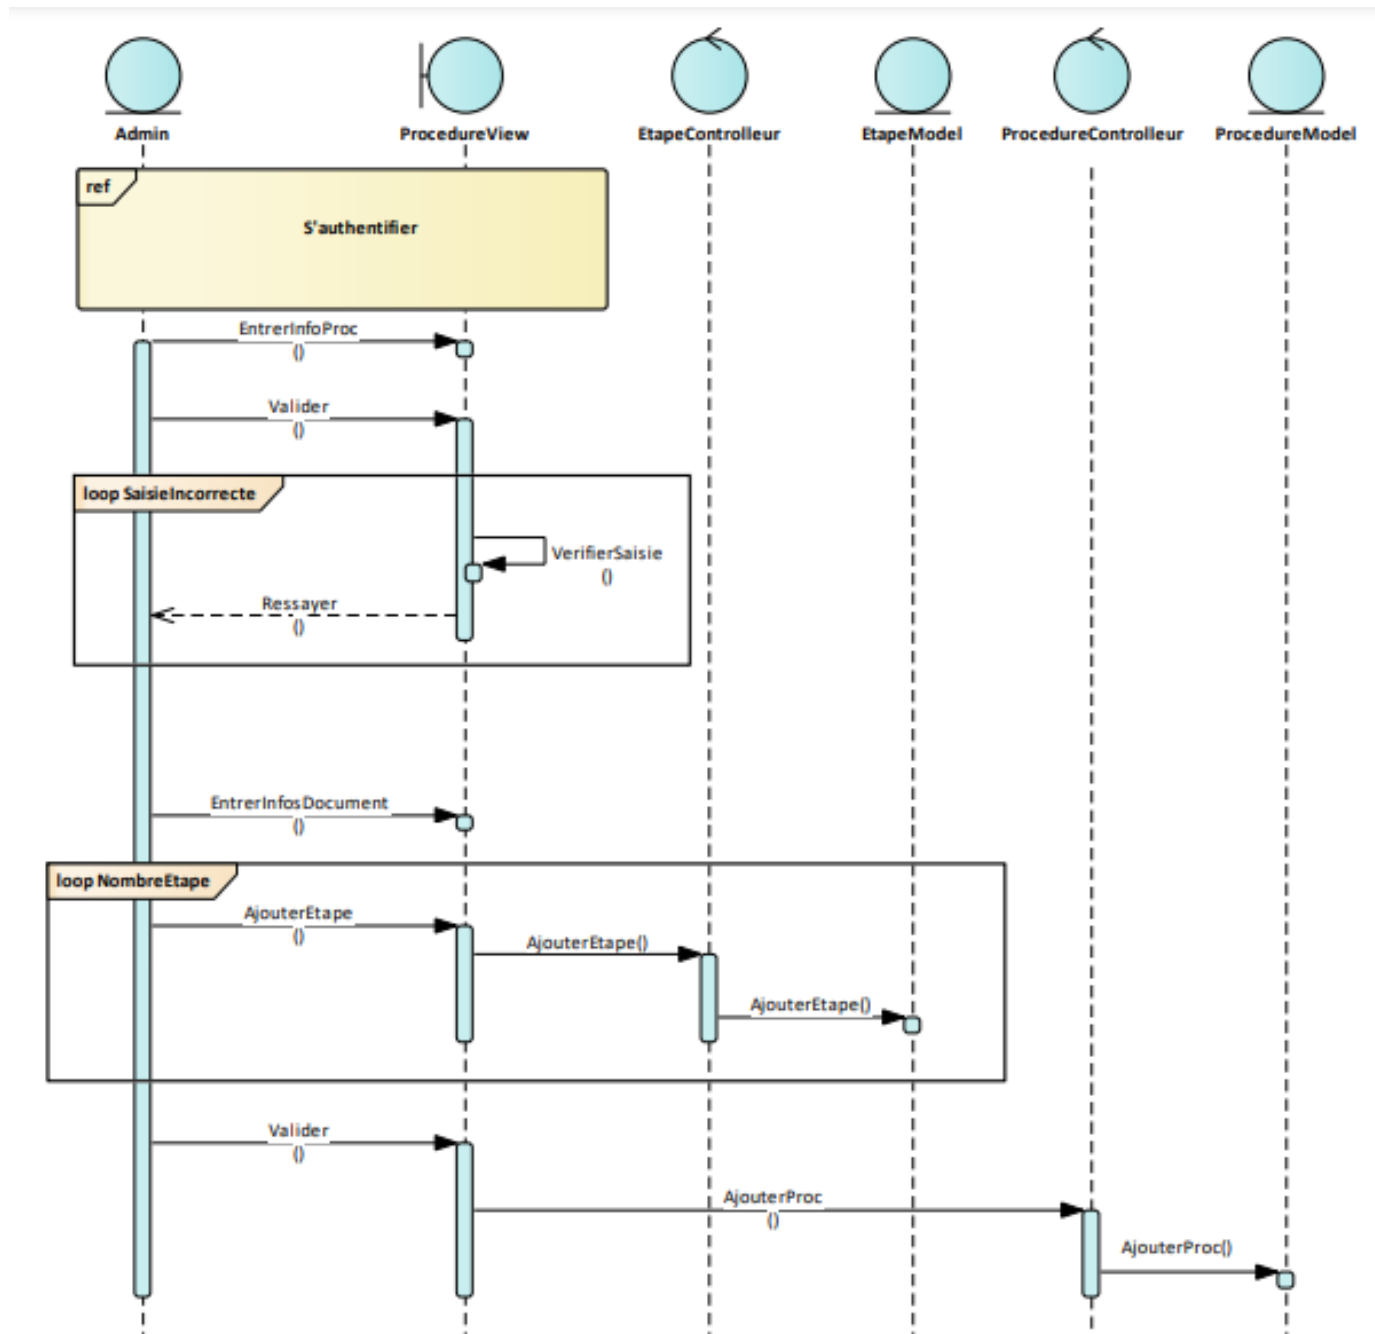 Admin
ProcedureView
EtapeControlleur
EtapeModel
ProcedureControlleur
ProcedureModel
ref
S'authentifier
EntrerInfoProc
()
Valider
()
loop SaisieIncorrecte
VerifierSaisie
()
Ressayer
()
EntrerInfosDocument
()
loop NombreEtape
AjouterEtape
()
AjouterEtape()
AjouterEtape()
Valider
()
AjouterProc
()
AjouterProc()